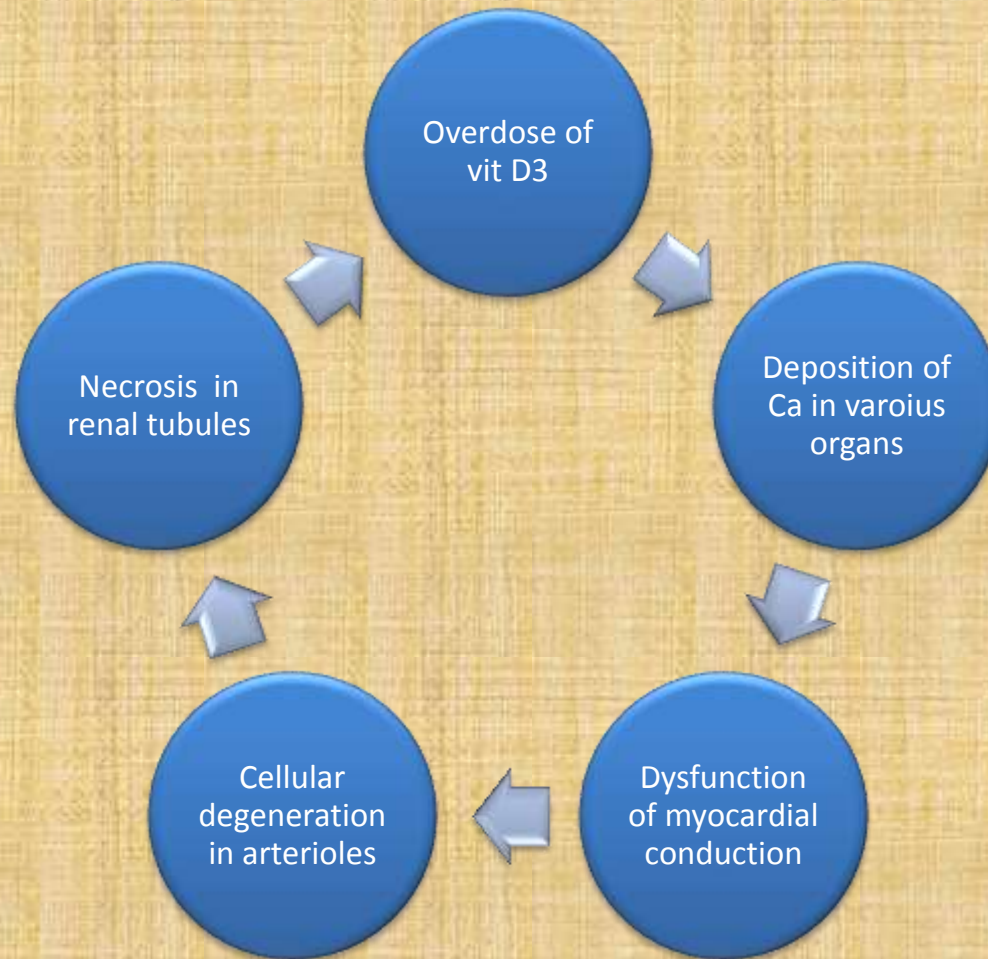 Overdose of
vit D3
Deposition of
Ca in varoius
organs
Dysfunction
of myocardial
conduction
Cellular
degeneration
in arterioles
Necrosis in
renal tubules